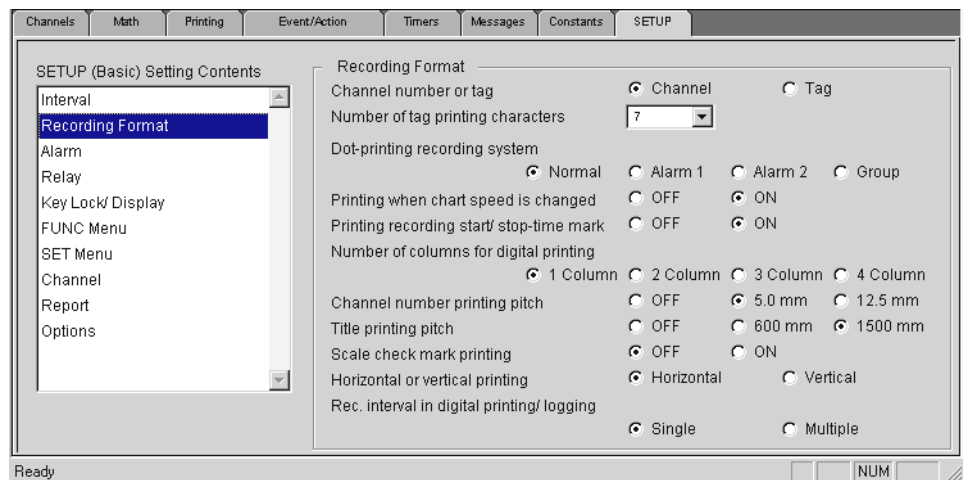 Channels Math Printing Event/Action Timers Messages Constants SETUP
SETUP (Basic) Setting Contents
Interval
Recording Format
Alarm
Relay
Key Lock/ Display
FUNC Menu
SET Menu
Channel
Report
Options
Recording Format
Channel number or tag Channel Tag
Number of tag printing characters 7
Dot-printing recording system
Normal Alarm 1 Alarm 2 Group
Printing when chart speed is changed OFF ON
Printing recording start/ stop-time mark OFF ON
Number of columns for digital printing
1 Column 2 Column 3 Column 4 Column
Channel number printing pitch OFF 5.0 mm 12.5 mm
Title printing pitch OFF 600 mm 1500 mm
Scale check mark printing OFF ON
Horizontal or vertical printing Horizontal Vertical
Rec. interval in digital printing/ logging
Single Multiple
Ready NUM